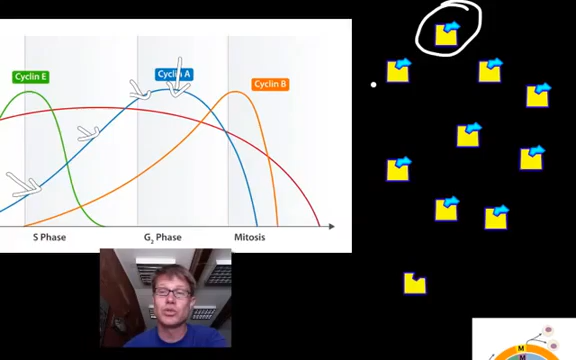 Cyclin E
Cyclin A
Cyclin B
S Phase
G₂ Phase
Mitosis
M
M